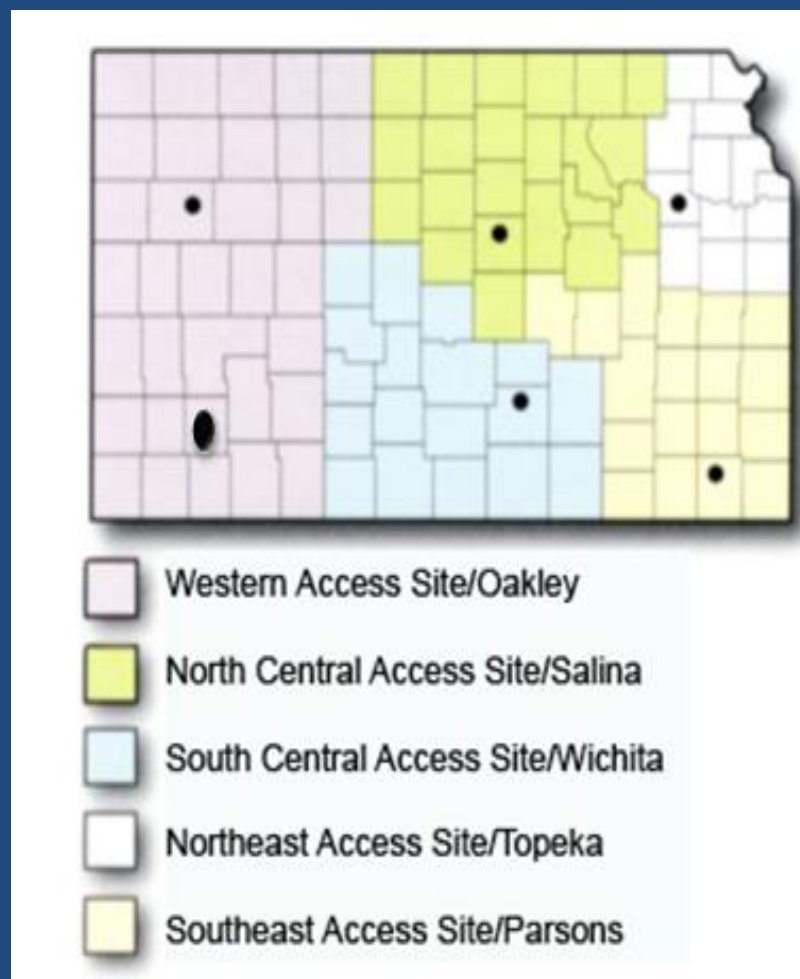 Western Access Site/Oakley
North Central Access Site/Salina
South Central Access Site/Wichita
Northeast Access Site/Topeka
Southeast Access Site/Parsons